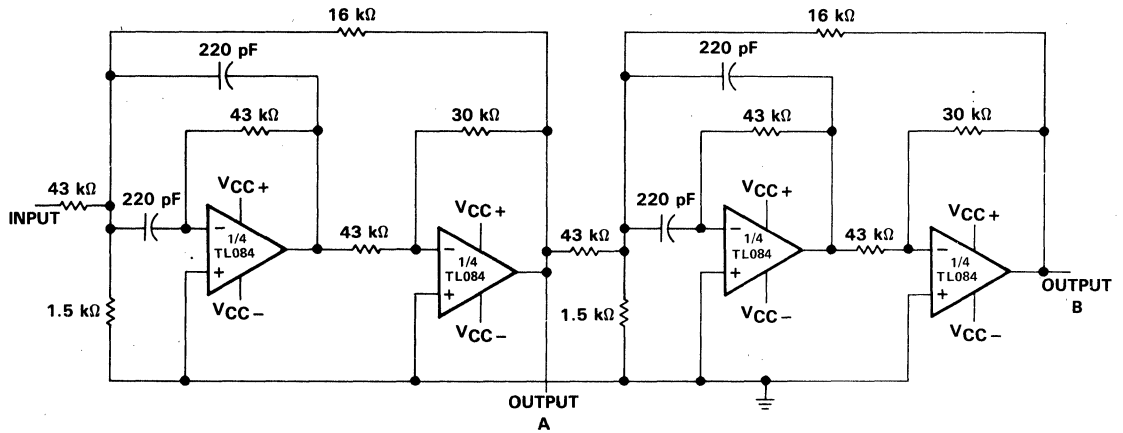 16 kΩ
16 kΩ
220 pF
220 pF
43 kΩ
30 kΩ
43 kΩ
30 kΩ
43 kΩ
INPUT
220 pF
VCC+
1/4
TL084
VCC−
43 kΩ
VCC+
1/4
TL084
VCC−
43 kΩ
220 pF
VCC+
1/4
TL084
VCC−
43 kΩ
VCC+
1/4
TL084
VCC−
1.5 kΩ
1.5 kΩ
OUTPUT
A
OUTPUT
B